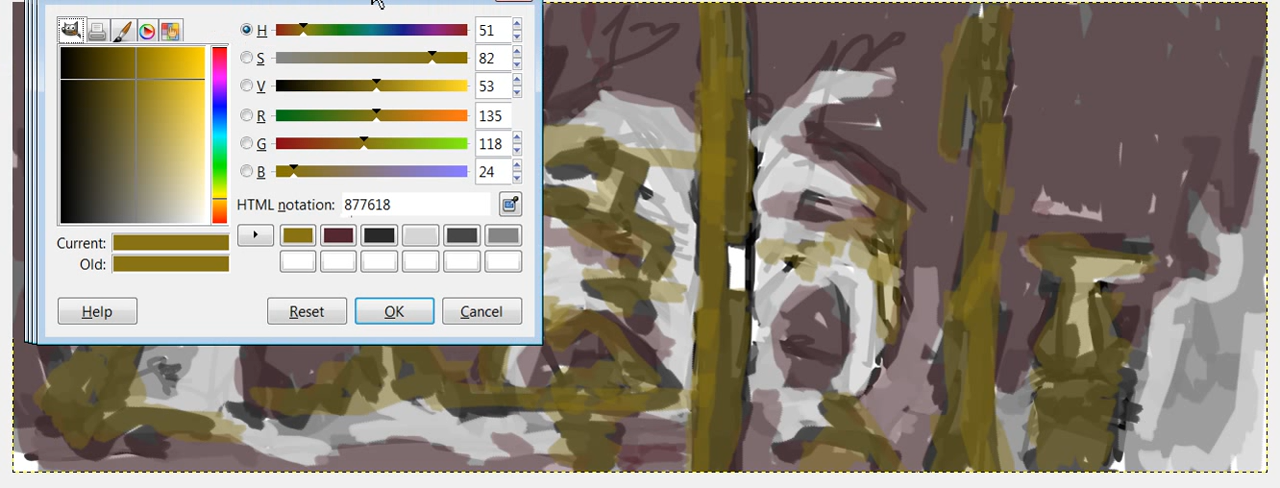 H 51
S 82
V 53
R 135
G 118
B 24
HTML notation: 877618
Current:
Old:
Help Reset OK Cancel